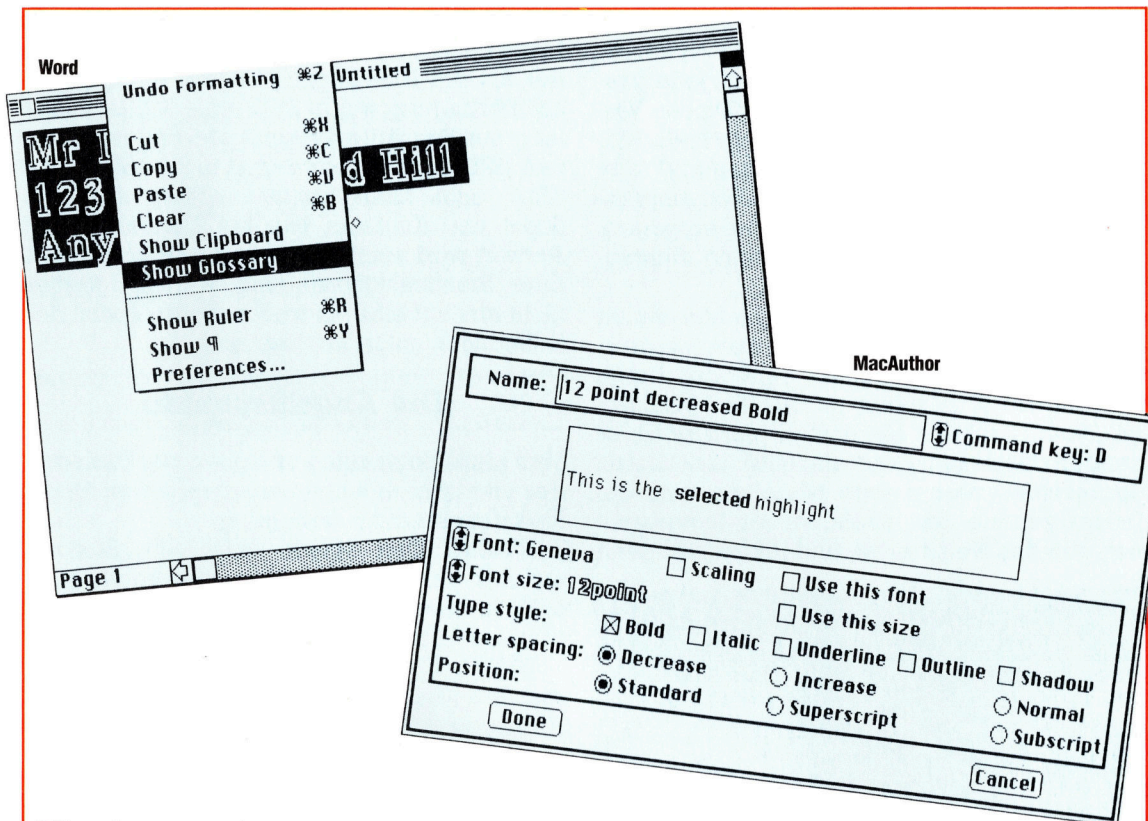 Word
Untitled
Undo Formatting ⌘Z
Cut ⌘X
Copy ⌘C
Paste ⌘V
Clear ⌘B
Show Clipboard
Show Glossary
Show Ruler ⌘R
Show ¶ ⌘Y
Preferences...
Mr
d Hill
123
Any
Page 1
MacAuthor
Name: 12 point decreased Bold
Command key: D
This is the selected highlight
Font: Geneva Scaling Use this font
Font size: 12point Use this size
Type style: Bold Italic Underline Outline Shadow
Letter spacing: Decrease Increase Normal
Position: Standard Superscript Subscript
Done Cancel